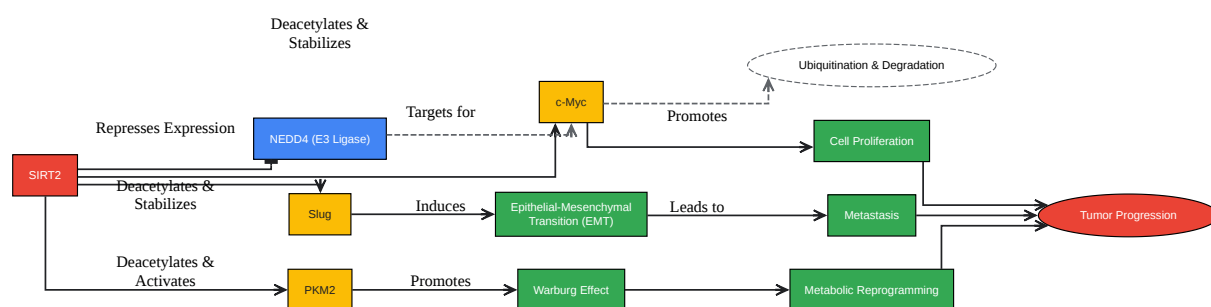 Deacetylates &
Stabilizes
Ubiquitination & Degradation
c-Myc
Targets for
Promotes
Represses Expression
NEDD4 (E3 Ligase)
Cell Proliferation
SIRT2
Deacetylates &
Stabilizes
Slug
Induces
Epithelial-Mesenchymal
Transition (EMT)
Leads to
Metastasis
Tumor Progression
Deacetylates &
Activates
PKM2
Promotes
Warburg Effect
Metabolic Reprogramming